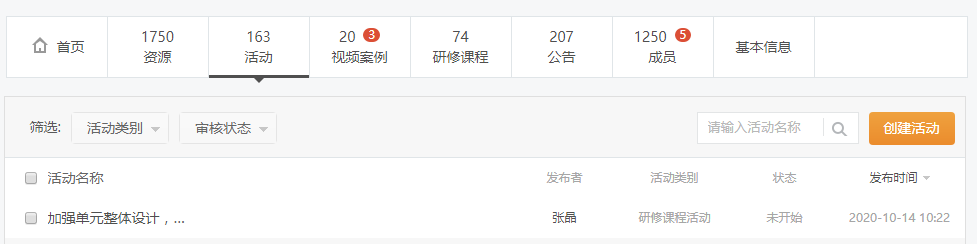 首页
1750
资源
163
活动
20 3
视频案例
74
研修课程
207
公告
1250 5
成员
基本信息
筛选: 活动类别 审核状态 请输入活动名称 创建活动
活动名称 发布者 活动类别 状态 发布时间
加强单元整体设计，... 张晶 研修课程活动 未开始 2020-10-14 10:22